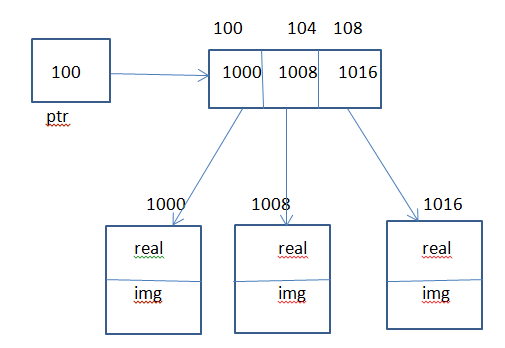 100 104 108
100
1000 1008 1016
ptr
1000 1008 1016
real real real
img img img